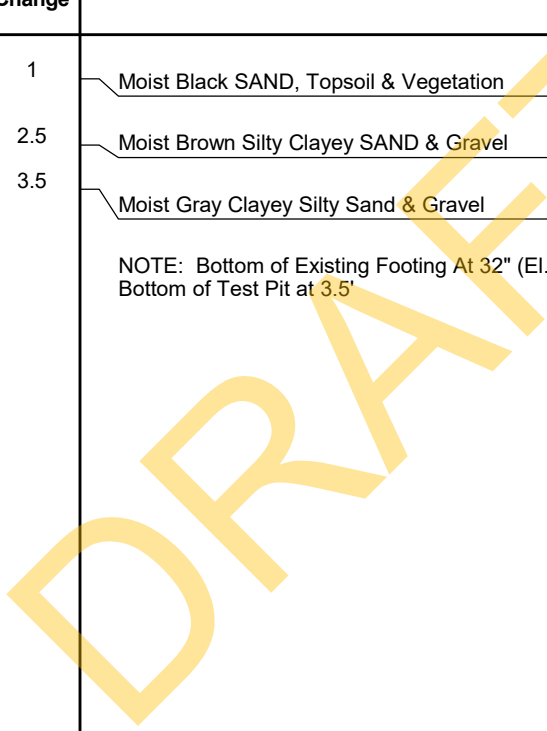 Change
1 Moist Black SAND, Topsoil & Vegetation
2.5 Moist Brown Silty Clayey SAND & Gravel
3.5 Moist Gray Clayey Silty Sand & Gravel
NOTE: Bottom of Existing Footing At 32" (El.
Bottom of Test Pit at 3.5'
DRAFT